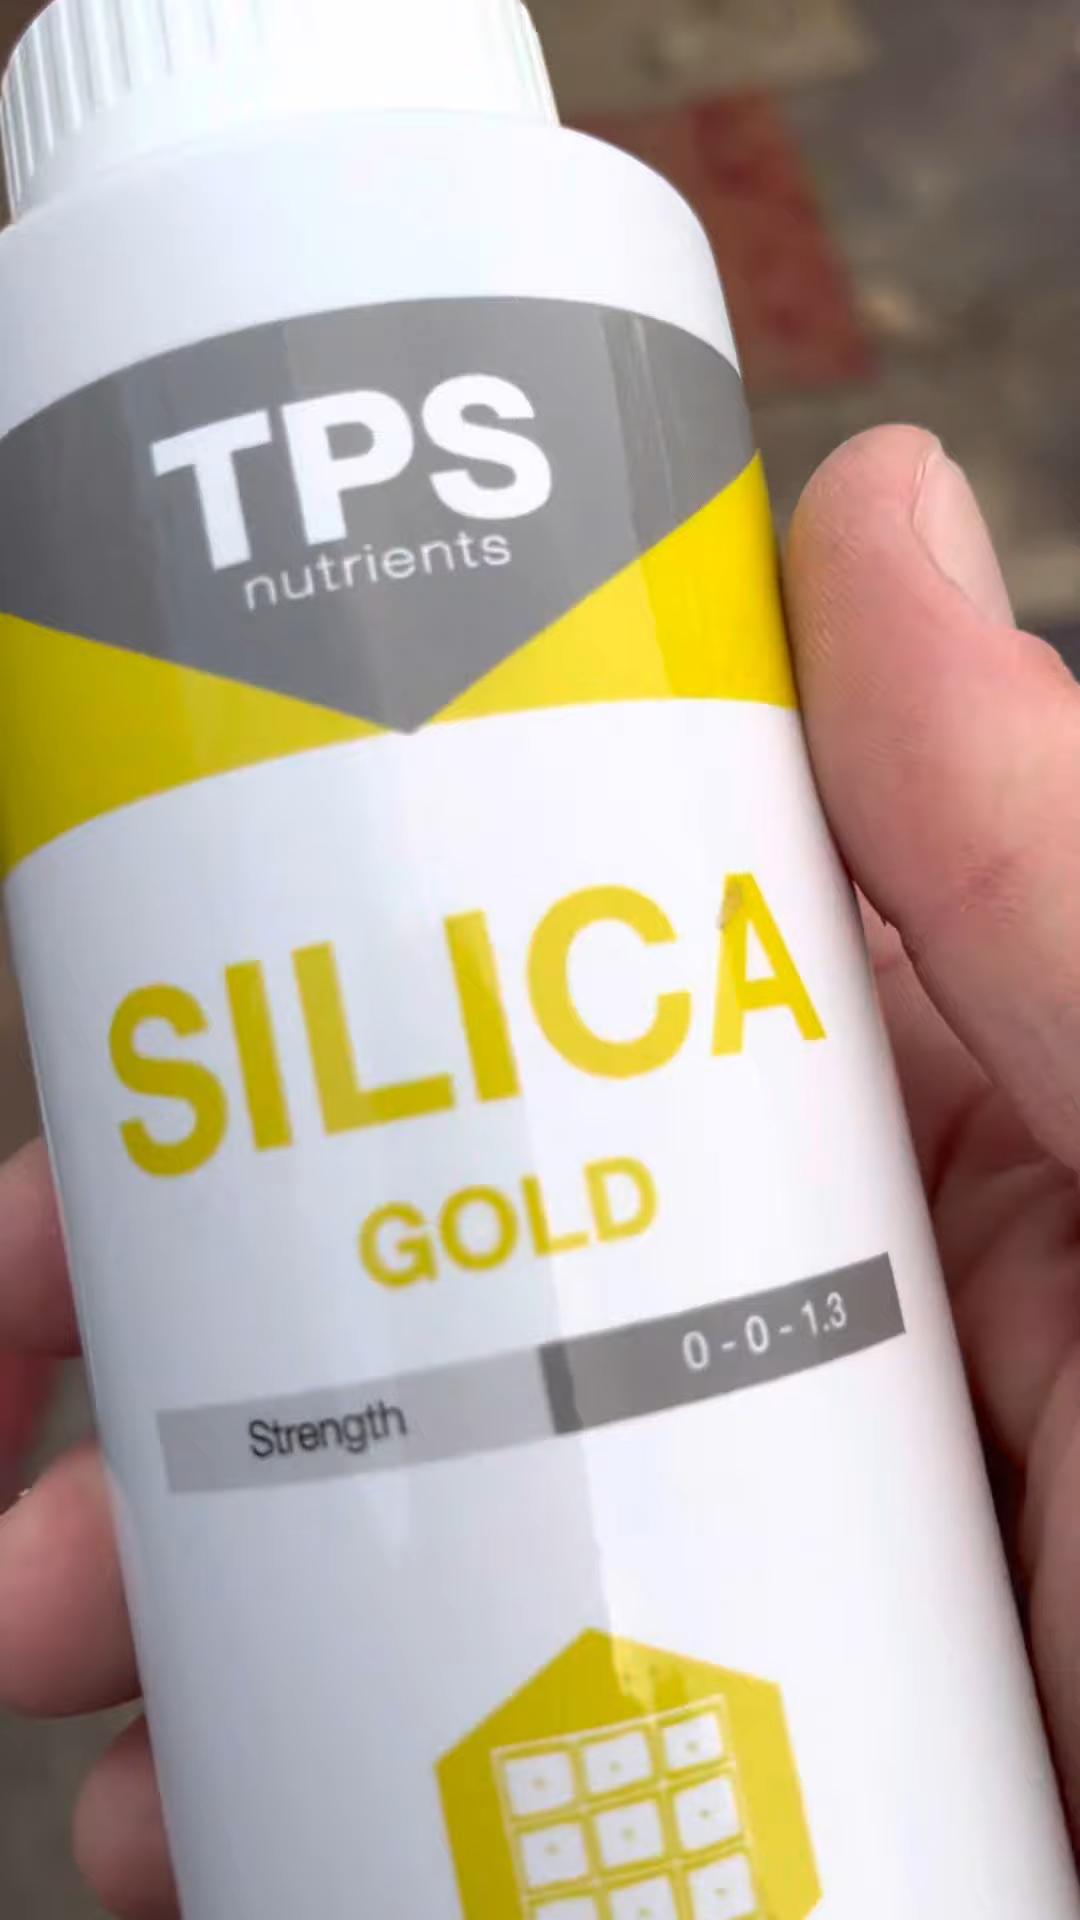 TPS
nutrients
SILICA
GOLD
Strength 0 - 0 - 1.3